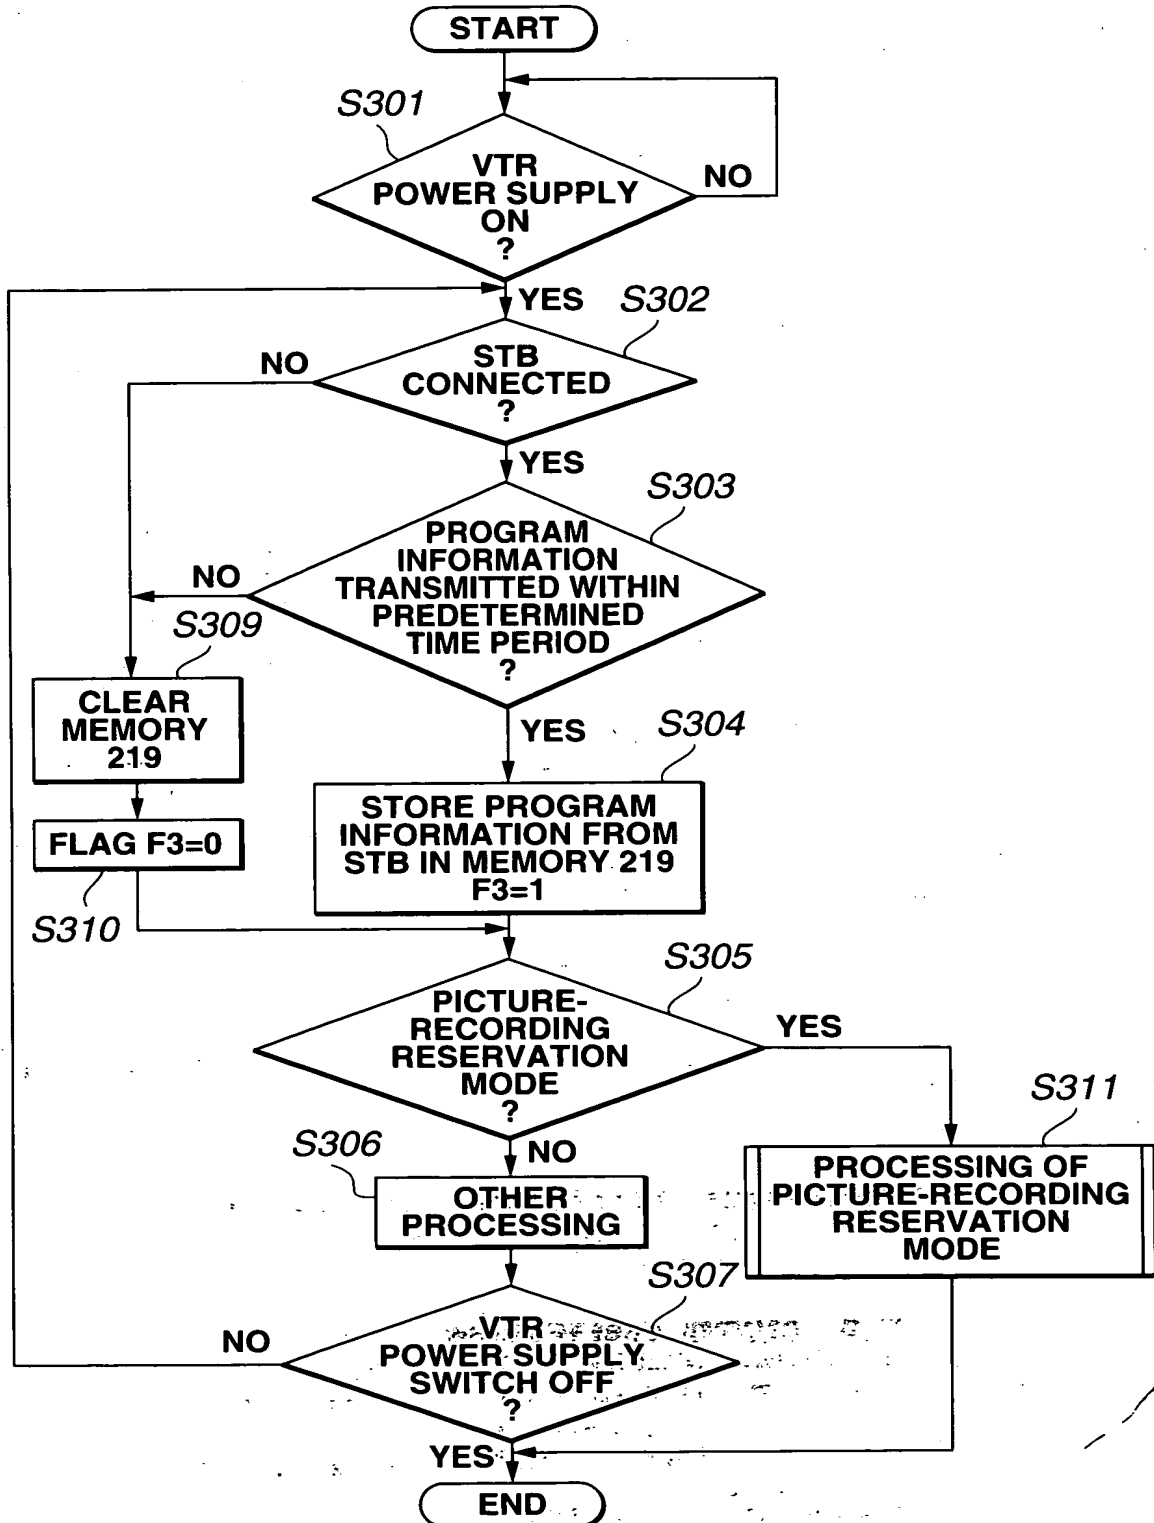 START
S301
VTR
POWER SUPPLY
ON
?
NO
YES
S302
NO
STB
CONNECTED
?
YES
S303
PROGRAM
INFORMATION
TRANSMITTED WITHIN
PREDETERMINED
TIME PERIOD
?
NO
S309
CLEAR
MEMORY
219
YES
S304
STORE PROGRAM
INFORMATION FROM
STB IN MEMORY 219
F3=1
FLAG F3=0
S310
S305
PICTURE-
RECORDING
RESERVATION
MODE
?
YES
S311
PROCESSING OF
PICTURE-RECORDING
RESERVATION
MODE
NO
S306
OTHER
PROCESSING
S307
VTR
POWER SUPPLY
SWITCH OFF
?
NO
YES
END